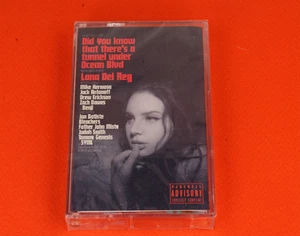 Did you know
that there's a
tunnel under
Ocean Blvd
Lana Del Rey
Mike Hermosa
Jack Antonoff
Drew Erickson
Zach Dawes
Benji
Jon Batiste
Bleachers
Father John Misty
Judah Smith
Tommy Genesis
SYML
PARENTAL
ADVISORY
EXPLICIT CONTENT